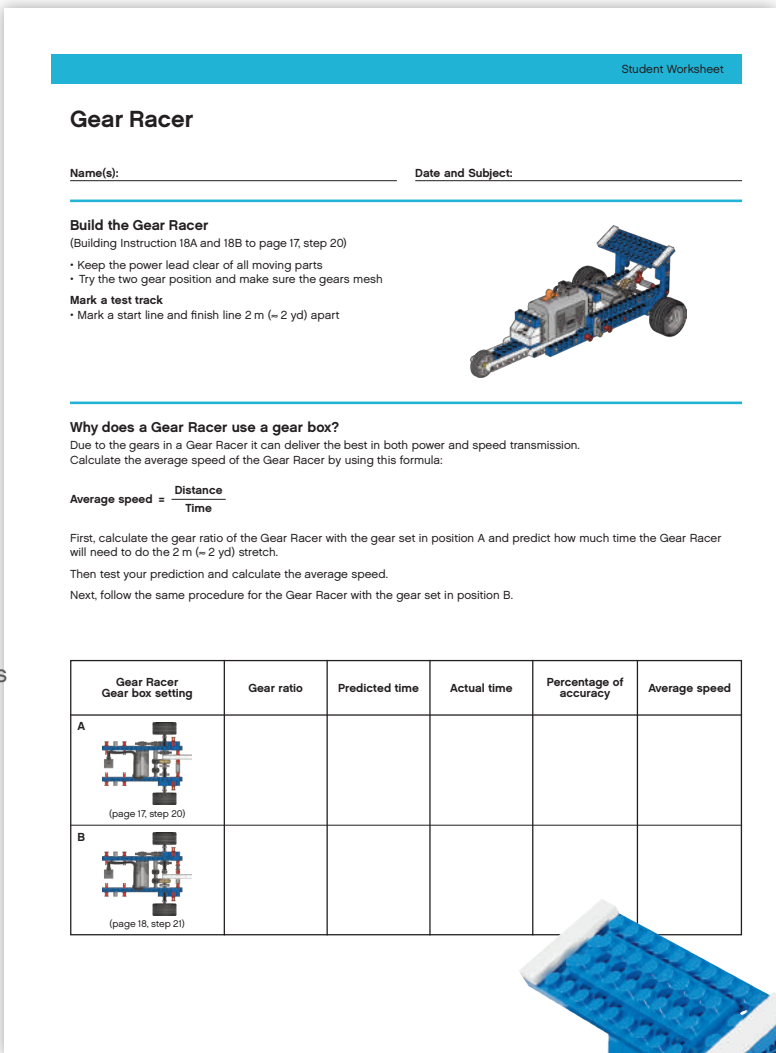 Student Worksheet
Gear Racer
Name(s):
Date and Subject:
Build the Gear Racer
(Building Instruction 18A and 18B to page 17, step 20)
• Keep the power lead clear of all moving parts
• Try the two gear position and make sure the gears mesh
Mark a test track
• Mark a start line and finish line 2 m (≈ 2 yd) apart
Why does a Gear Racer use a gear box?
Due to the gears in a Gear Racer it can deliver the best in both power and speed transmission.
Calculate the average speed of the Gear Racer by using this formula:
Average speed = Distance
Time
First, calculate the gear ratio of the Gear Racer with the gear set in position A and predict how much time the Gear Racer
will need to do the 2 m (≈ 2 yd) stretch.
Then test your prediction and calculate the average speed.
Next, follow the same procedure for the Gear Racer with the gear set in position B.
s
Gear Racer
Gear box setting
Gear ratio
Predicted time
Actual time
Percentage of
accuracy
Average speed
A
(page 17, step 20)
B
(page 18, step 21)